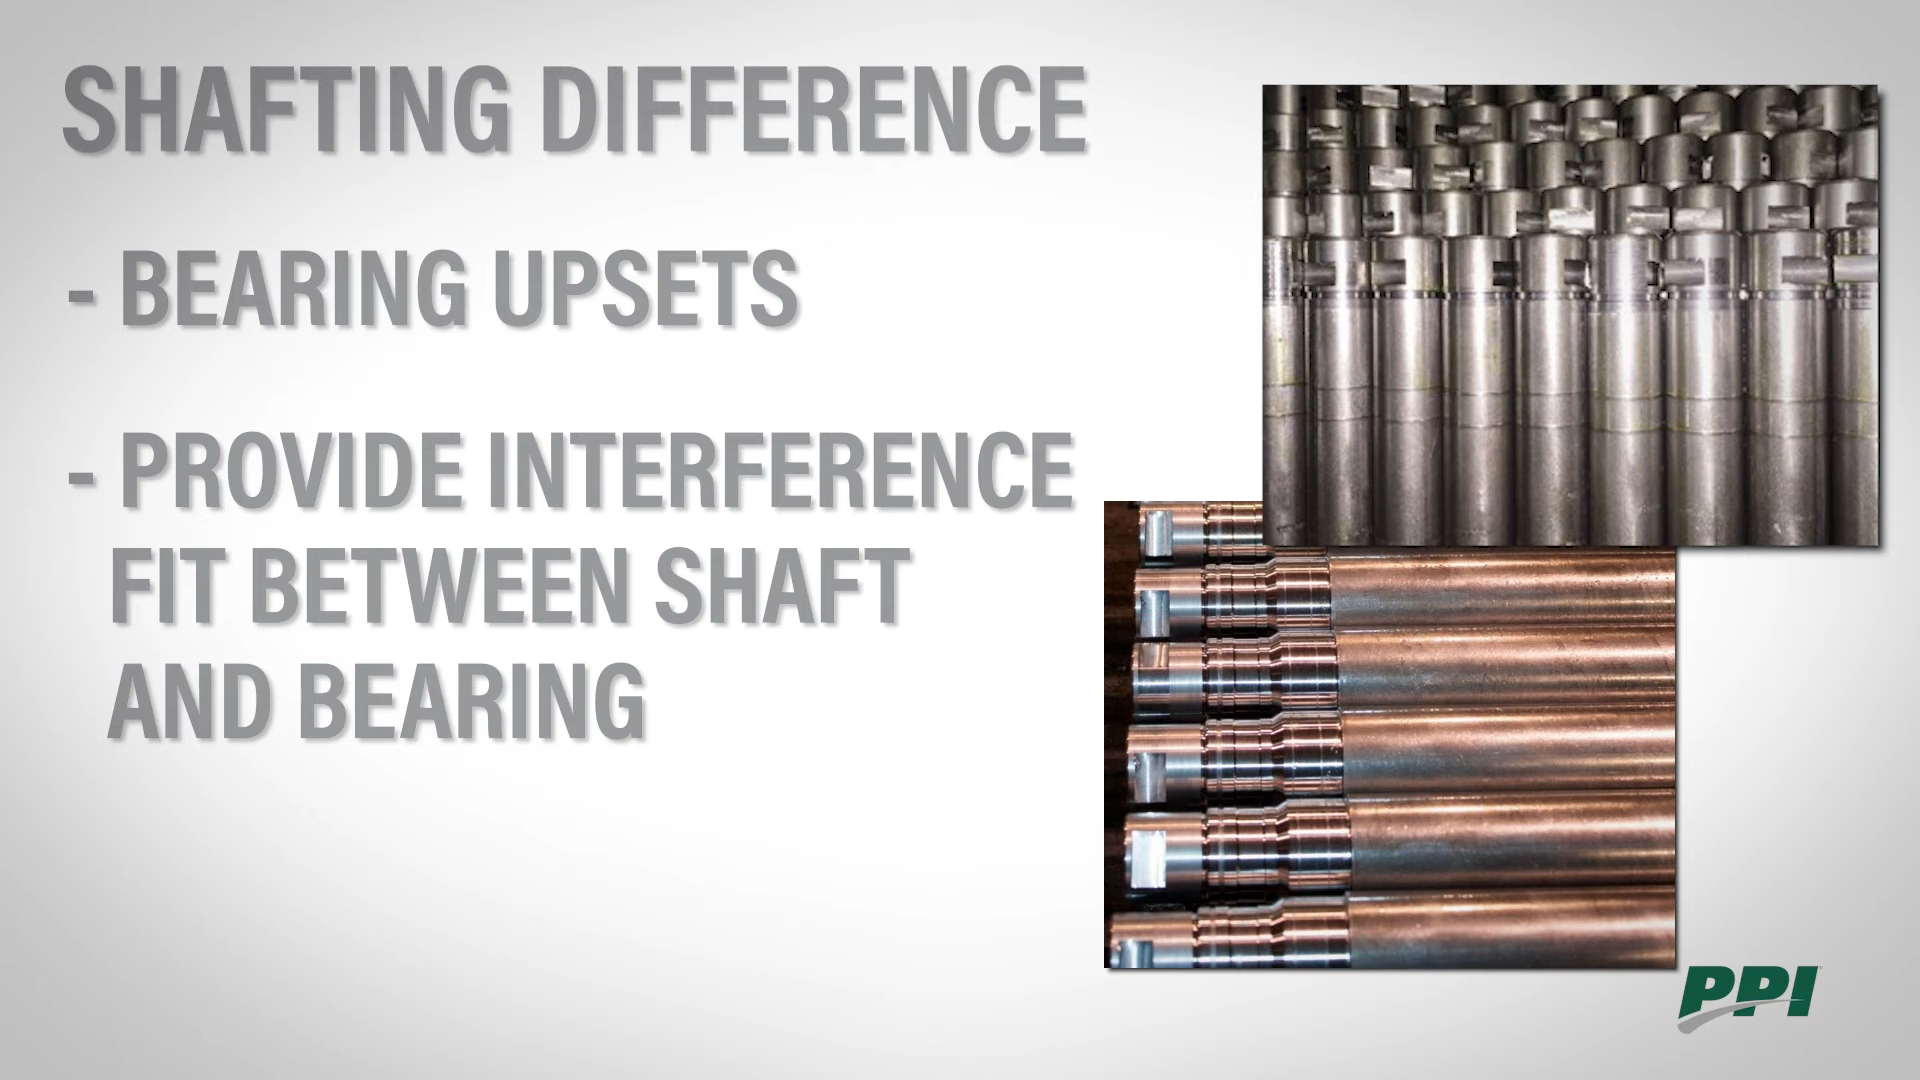 SHAFTING DIFFERENCE
- BEARING UPSETS
- PROVIDE INTERFERENCE
FIT BETWEEN SHAFT
AND BEARING
PPI